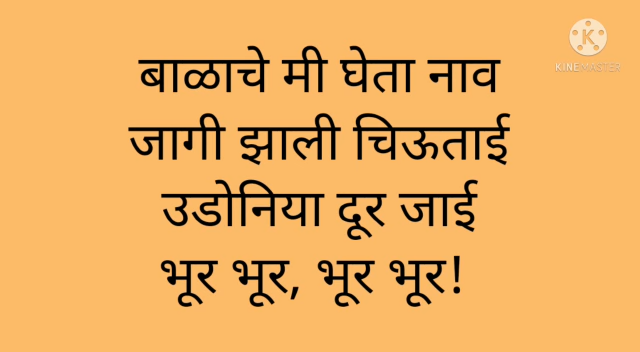 KINEMASTER
बाळाचे मी घेता नाव
जागी झाली चिऊताई
उडोनिया दूर जाई
भूर भूर, भूर भूर!